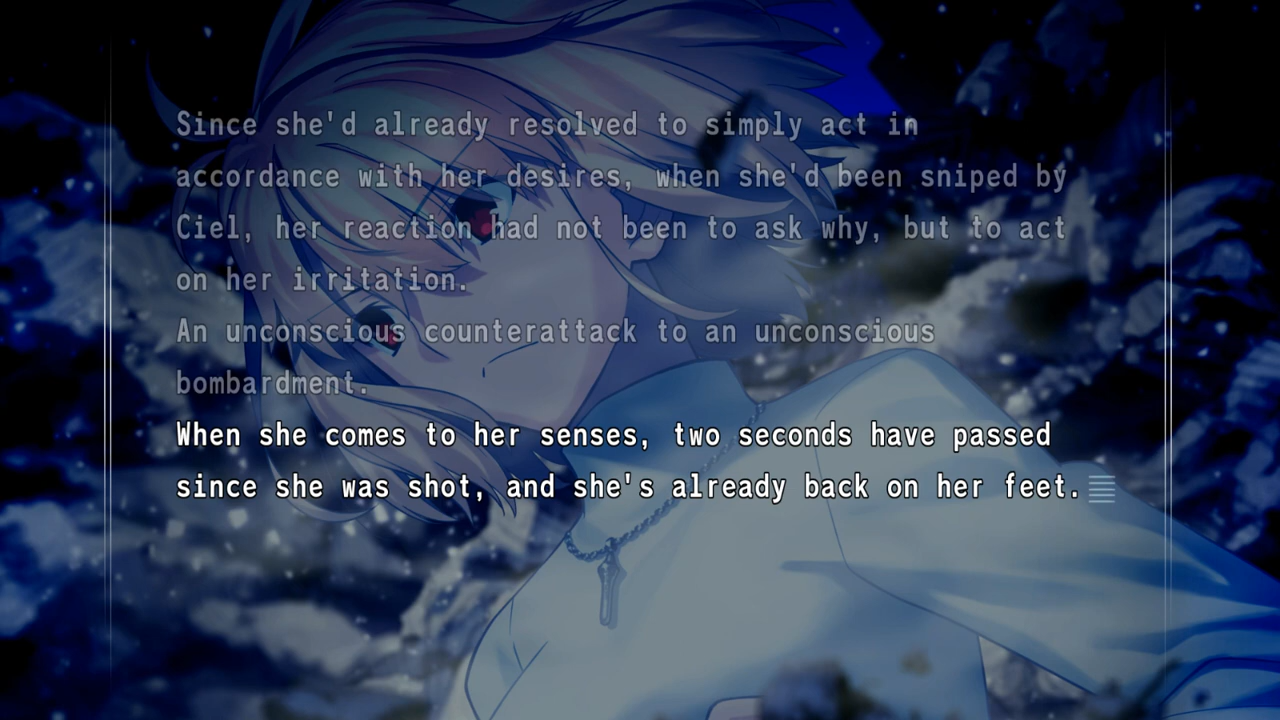 Since she'd already resolved to simply act in
accordance with her desires, when she'd been sniped by
Ciel, her reaction had not been to ask why, but to act
on her irritation.
An unconscious counterattack to an unconscious
bombardment.
When she comes to her senses, two seconds have passed
since she was shot, and she's already back on her feet.